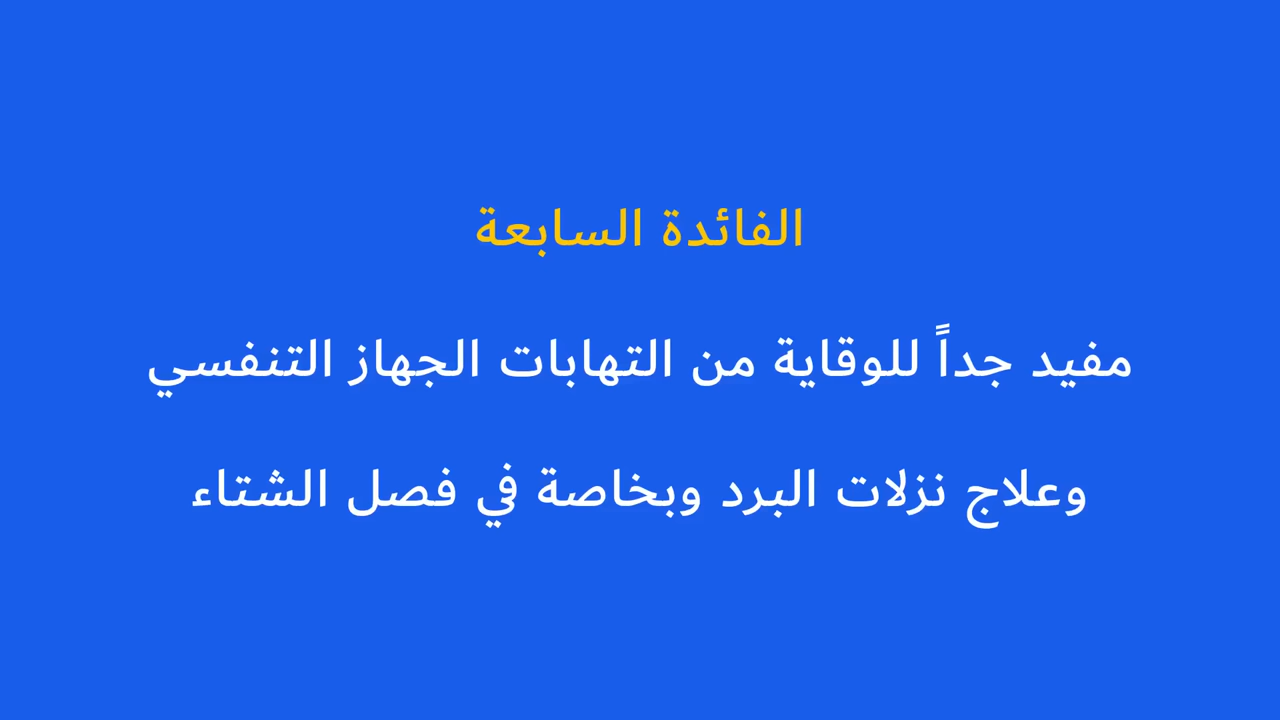 الفائدة السابعة
مفيد جداً للوقاية من التهابات الجهاز التنفسي
وعلاج نزلات البرد وبخاصة في فصل الشتاء